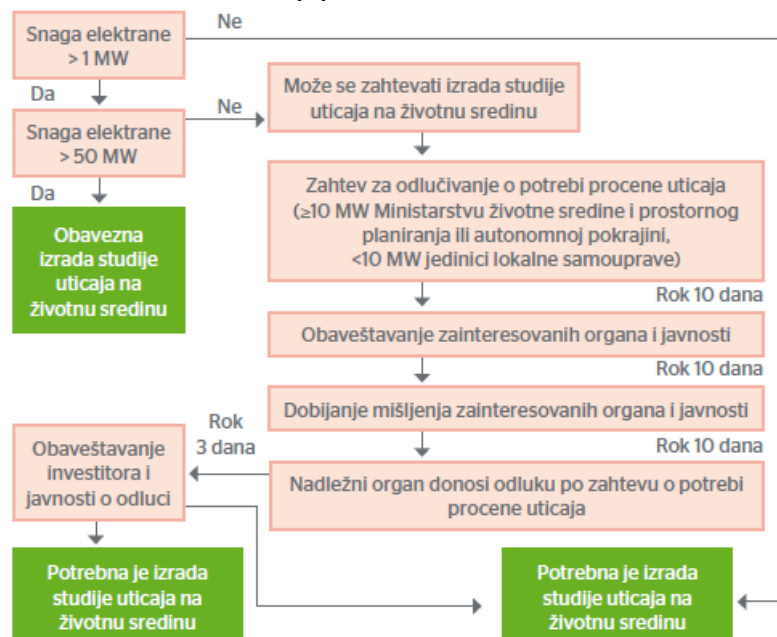 Snaga elektrane
> 1 MW
Ne
Da
Snaga elektrane
> 50 MW
Ne
Da
Obavezna
izrada studije
uticaja na
životnu sredinu
Može se zahtevati izrada studije
uticaja na životnu sredinu
Zahtev za odlučivanje o potrebi procene uticaja
(≥10 MW Ministarstvu životne sredine i prostornog
planiranja ili autonomnoj pokrajini,
<10 MW jedinici lokalne samouprave)
Rok 10 dana
Obaveštavanje zainteresovanih organa i javnosti
Rok 10 dana
Dobijanje mišljenja zainteresovanih organa i javnosti
Rok 10 dana
Nadležni organ donosi odluku po zahtevu o potrebi
procene uticaja
Rok
3 dana
Obaveštavanje
investitora i
javnosti o odluci
Potrebna je izrada
studije uticaja na
životnu sredinu
Potrebna je izrada
studije uticaja na
životnu sredinu